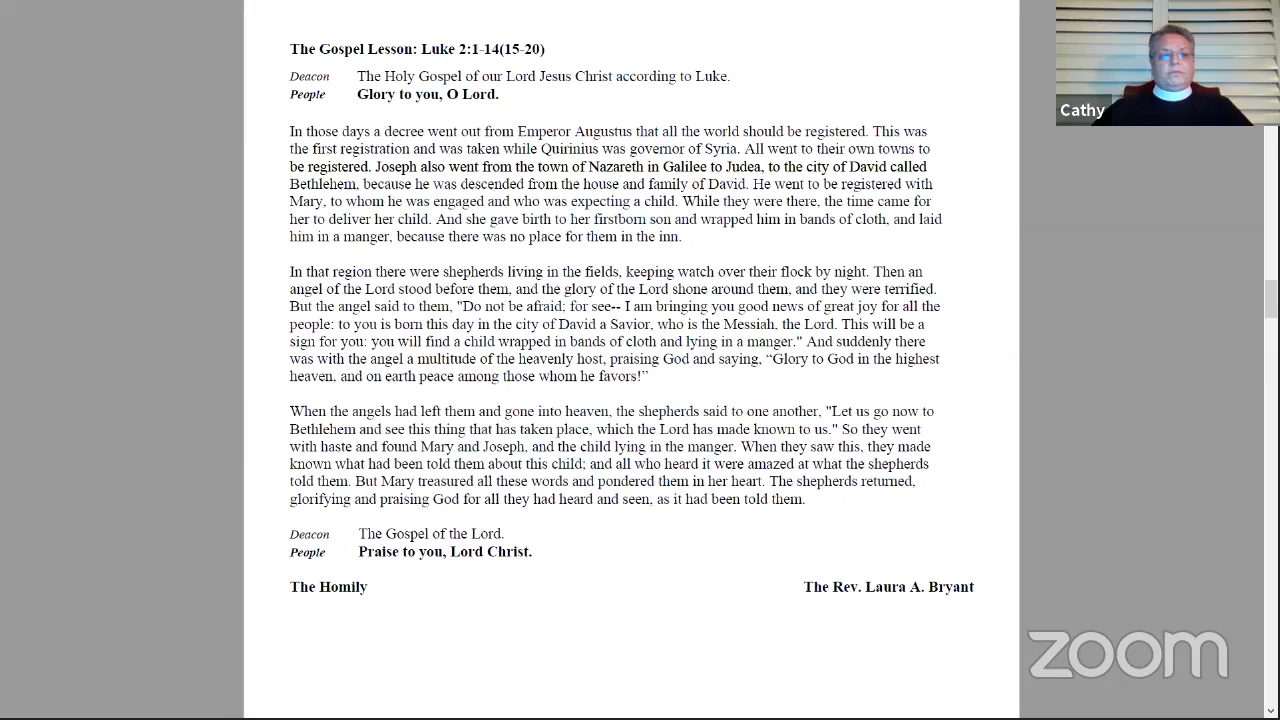 The Gospel Lesson: Luke 2:1-14(15-20)
Deacon The Holy Gospel of our Lord Jesus Christ according to Luke.
People Glory to you, O Lord.
Cathy
In those days a decree went out from Emperor Augustus that all the world should be registered. This was
the first registration and was taken while Quirinius was governor of Syria. All went to their own towns to
be registered. Joseph also went from the town of Nazareth in Galilee to Judea, to the city of David called
Bethlehem, because he was descended from the house and family of David. He went to be registered with
Mary, to whom he was engaged and who was expecting a child. While they were there, the time came for
her to deliver her child. And she gave birth to her firstborn son and wrapped him in bands of cloth, and laid
him in a manger, because there was no place for them in the inn.
In that region there were shepherds living in the fields, keeping watch over their flock by night. Then an
angel of the Lord stood before them, and the glory of the Lord shone around them, and they were terrified.
But the angel said to them, "Do not be afraid; for see-- I am bringing you good news of great joy for all the
people: to you is born this day in the city of David a Savior, who is the Messiah, the Lord. This will be a
sign for you: you will find a child wrapped in bands of cloth and lying in a manger." And suddenly there
was with the angel a multitude of the heavenly host, praising God and saying, “Glory to God in the highest
heaven, and on earth peace among those whom he favors!”
When the angels had left them and gone into heaven, the shepherds said to one another, "Let us go now to
Bethlehem and see this thing that has taken place, which the Lord has made known to us." So they went
with haste and found Mary and Joseph, and the child lying in the manger. When they saw this, they made
known what had been told them about this child; and all who heard it were amazed at what the shepherds
told them. But Mary treasured all these words and pondered them in her heart. The shepherds returned,
glorifying and praising God for all they had heard and seen, as it had been told them.
Deacon The Gospel of the Lord.
People Praise to you, Lord Christ.
The Homily The Rev. Laura A. Bryant
zoom